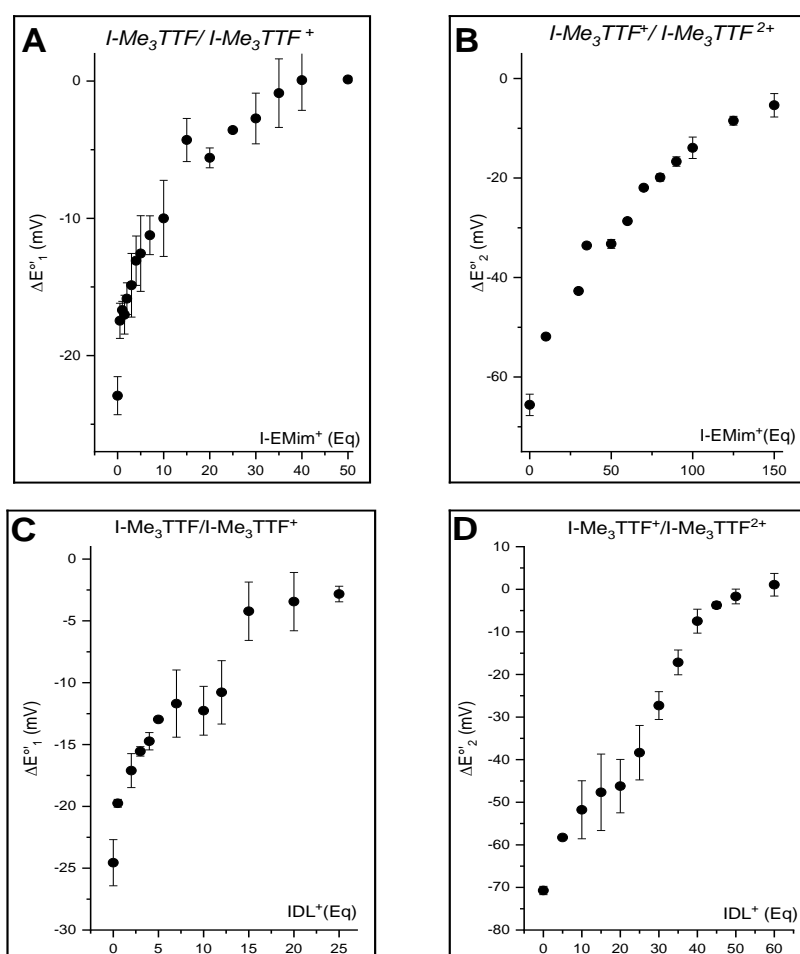 A
I-Me₃TTF/ I-Me₃TTF⁺
0
-10
-20
ΔE°'₁ (mV)
I-EMim⁺ (Eq)
0 10 20 30 40 50
B
I-Me₃TTF⁺/ I-Me₃TTF²⁺
0
-20
-40
-60
ΔE°'₂ (mV)
I-EMim⁺(Eq)
0 50 100 150
C
I-Me₃TTF/I-Me₃TTF⁺
0
-5
-10
-15
-20
-25
-30
ΔE°'₁ (mV)
IDL⁺(Eq)
0 5 10 15 20 25
D
I-Me₃TTF⁺/I-Me₃TTF²⁺
10
0
-10
-20
-30
-40
-50
-60
-70
-80
ΔE°'₂ (mV)
IDL⁺ (Eq)
0 10 20 30 40 50 60